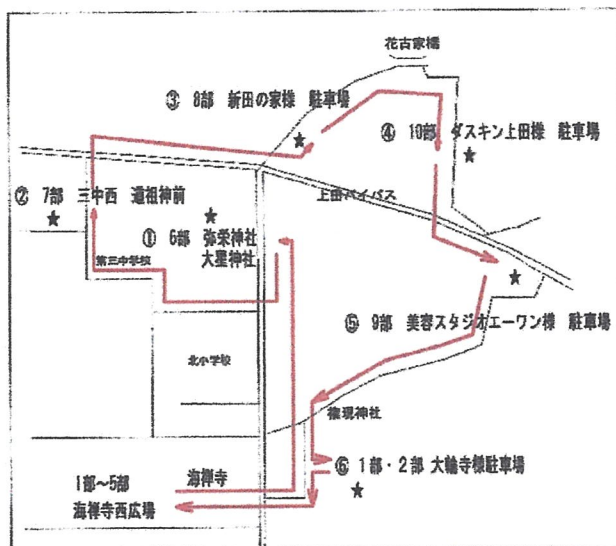 花古家橋
③ 8部 新田の家様 駐車場
④ 10部 ダスキン上田様 駐車場
② 7部 三中西 道祖神前
上田バイパス
① 6部 弥栄神社
大星神社
第三中学校
⑤ 9部 美容スタジオエーワン様 駐車場
北小学校
権現神社
⑥ 1部・2部 大輪寺様駐車場
1部～5部
海禅寺
海禅寺西広場